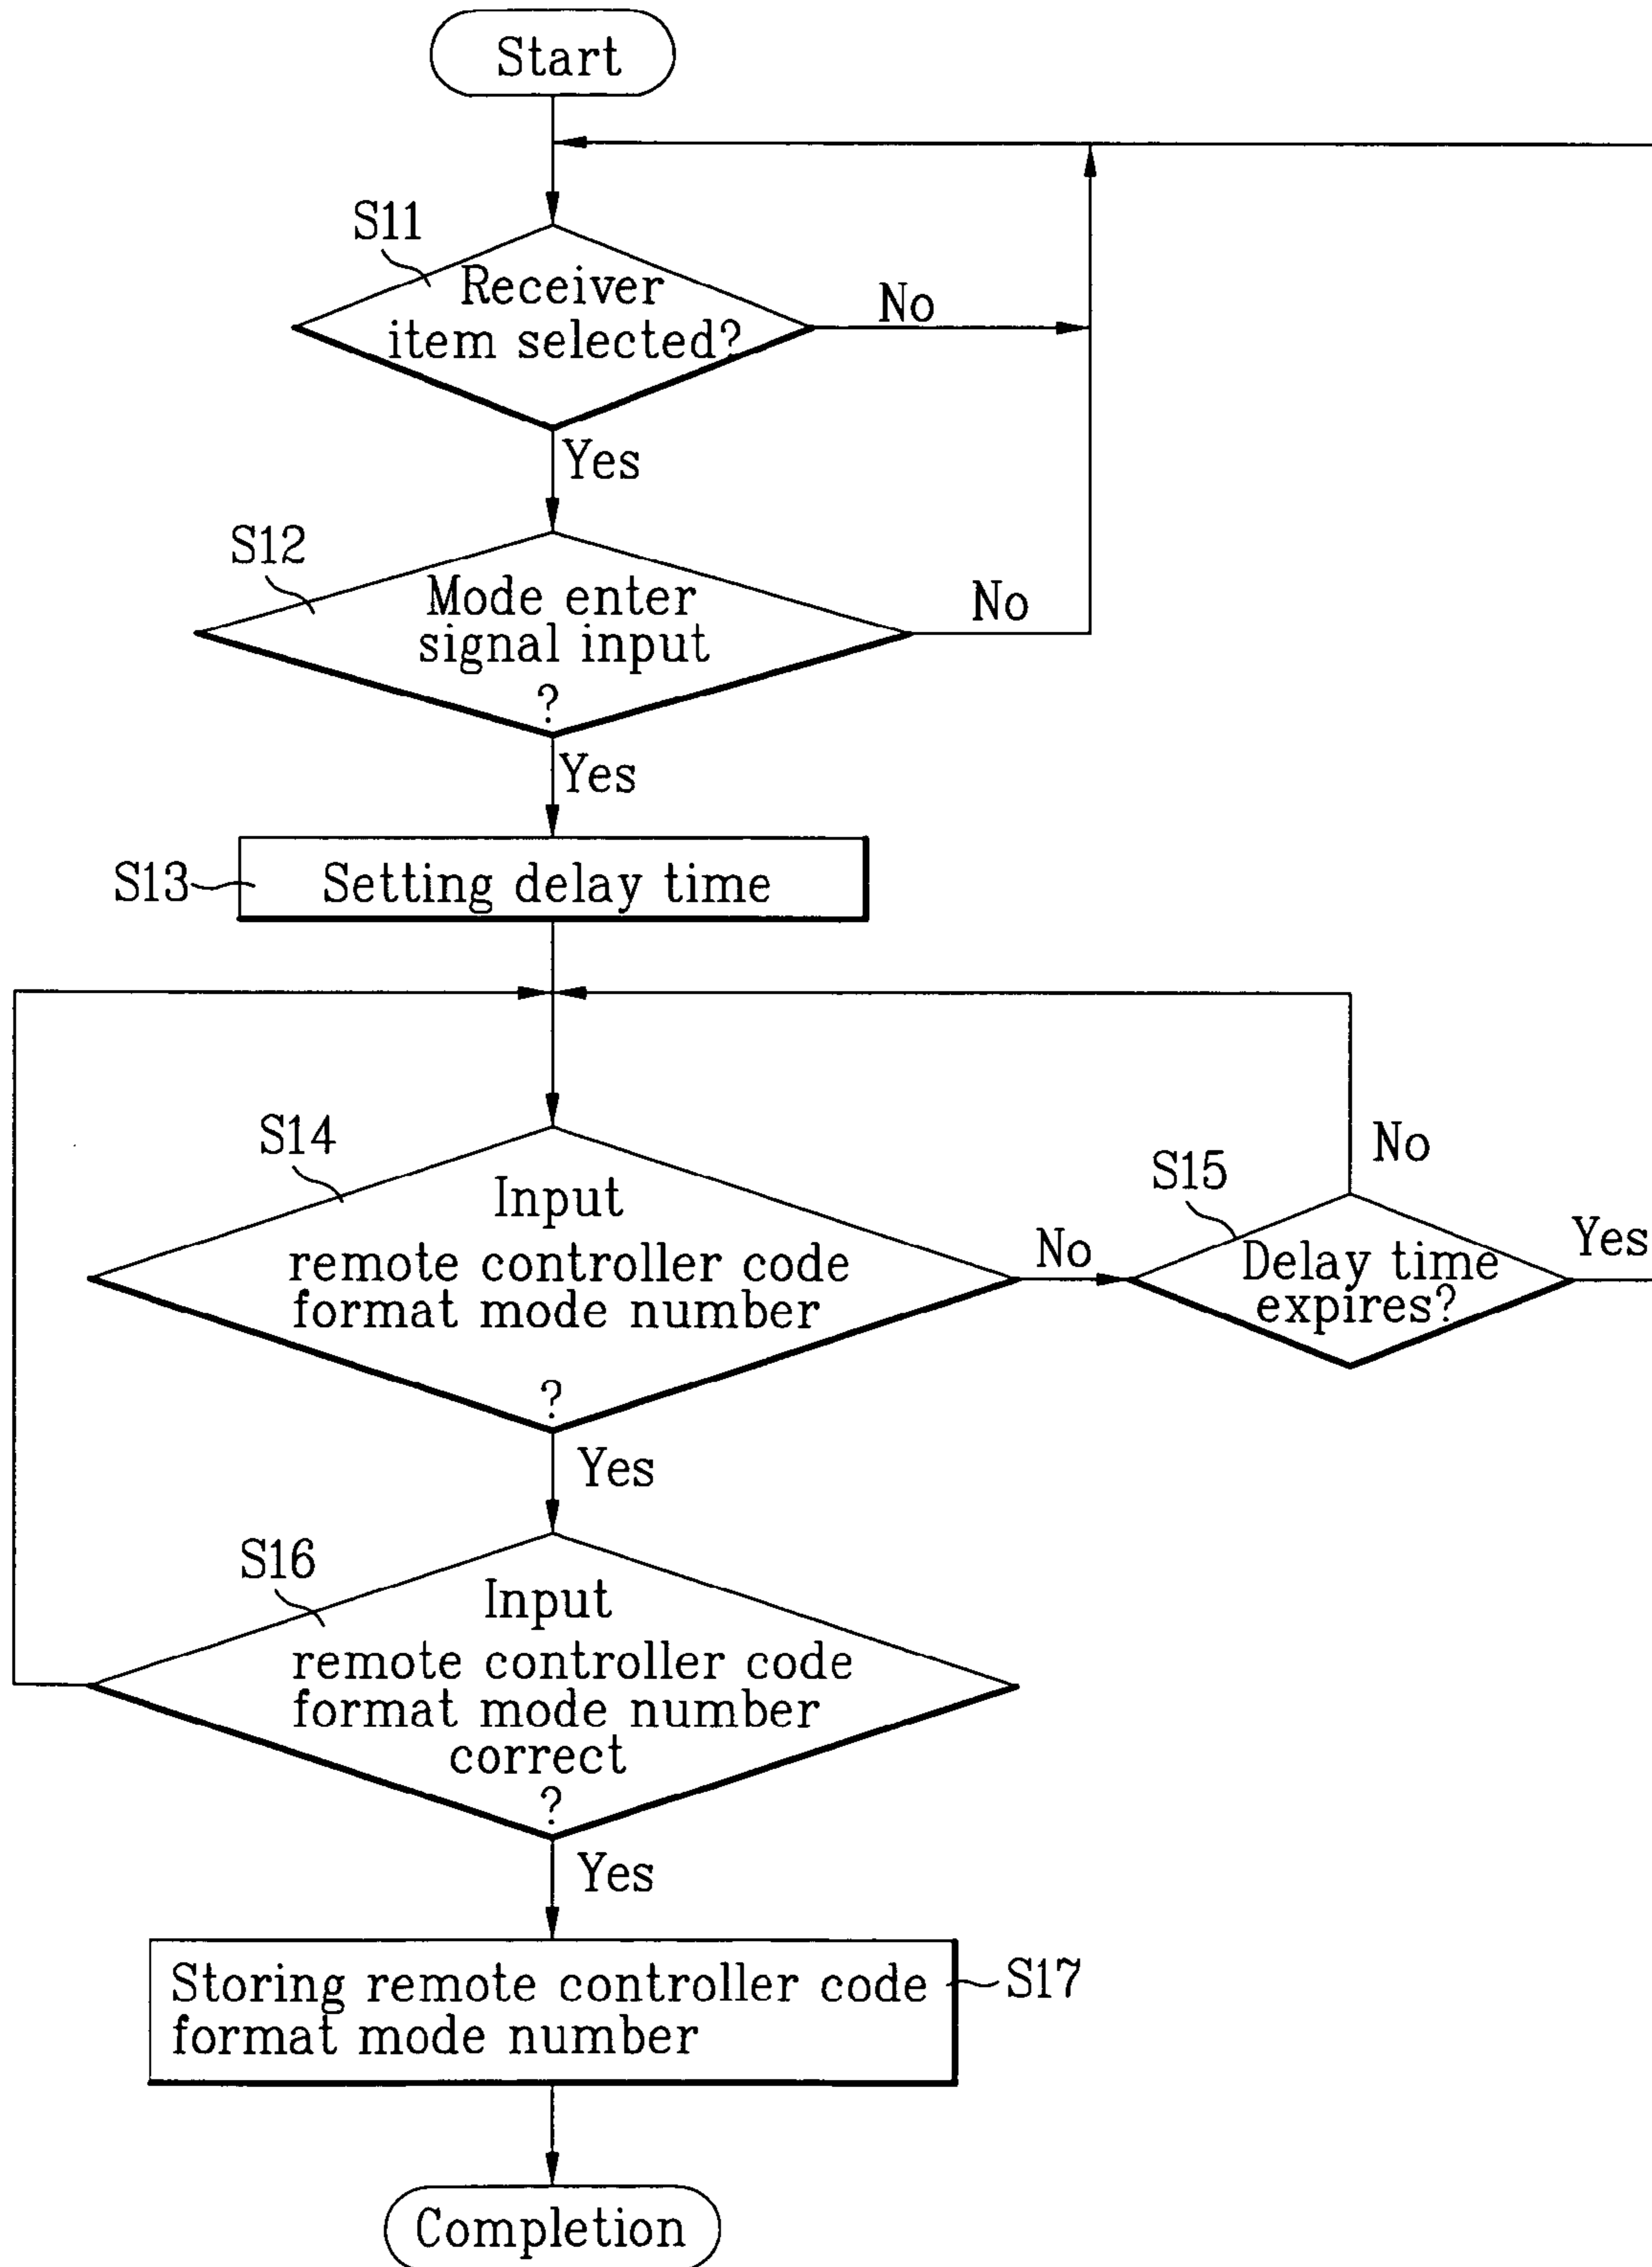 Start
S11
Receiver
item selected?
No
Yes
S12
Mode enter
signal input
?
No
Yes
S13
Setting delay time
S14
Input
remote controller code
format mode number
?
No
S15
Delay time
expires?
No
Yes
Yes
S16
Input
remote controller code
format mode number
correct
?
Yes
Storing remote controller code
format mode number
S17
Completion